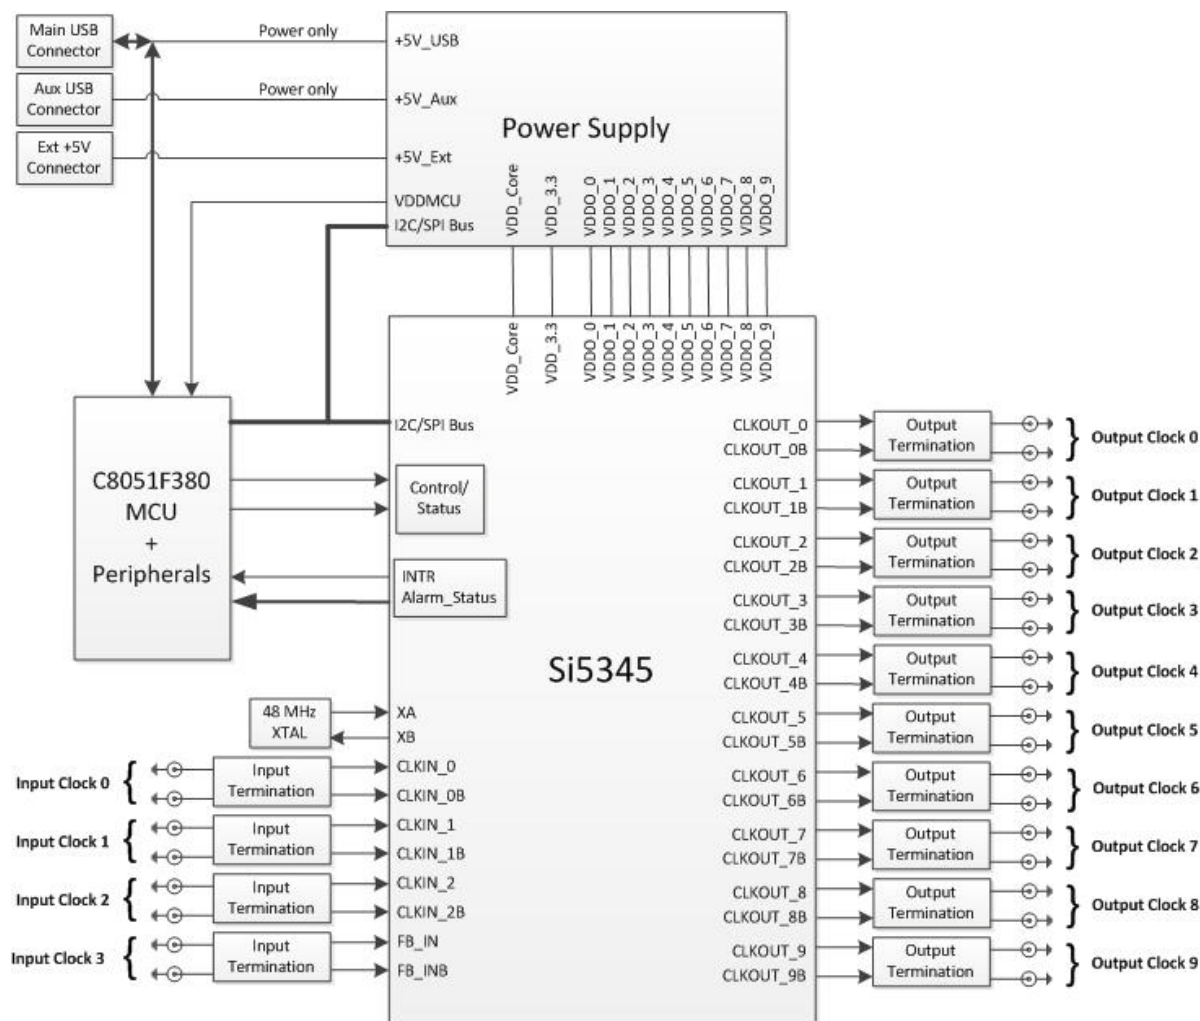 Main USB
Connector
Power only
+5V_USB
Aux USB
Connector
Power only
+5V_Aux
Power Supply
Ext +5V
Connector
+5V_Ext
VDDMCU
I2C/SPI Bus
VDD_Core
VDD_3.3
VDDO_0
VDDO_1
VDDO_2
VDDO_3
VDDO_4
VDDO_5
VDDO_6
VDDO_7
VDDO_8
VDDO_9
VDD_Core
VDD_3.3
VDDO_0
VDDO_1
VDDO_2
VDDO_3
VDDO_4
VDDO_5
VDDO_6
VDDO_7
VDDO_8
VDDO_9
C8051F380
MCU
+
Peripherals
I2C/SPI Bus
Control/
Status
INTR
Alarm_Status
Si5345
48 MHz
XTAL
XA
XB
Input Clock 0
Input
Termination
CLKIN_0
CLKIN_0B
Input Clock 1
Input
Termination
CLKIN_1
CLKIN_1B
Input Clock 2
Input
Termination
CLKIN_2
CLKIN_2B
Input Clock 3
Input
Termination
FB_IN
FB_INB
CLKOUT_0
CLKOUT_0B
Output
Termination
Output Clock 0
CLKOUT_1
CLKOUT_1B
Output
Termination
Output Clock 1
CLKOUT_2
CLKOUT_2B
Output
Termination
Output Clock 2
CLKOUT_3
CLKOUT_3B
Output
Termination
Output Clock 3
CLKOUT_4
CLKOUT_4B
Output
Termination
Output Clock 4
CLKOUT_5
CLKOUT_5B
Output
Termination
Output Clock 5
CLKOUT_6
CLKOUT_6B
Output
Termination
Output Clock 6
CLKOUT_7
CLKOUT_7B
Output
Termination
Output Clock 7
CLKOUT_8
CLKOUT_8B
Output
Termination
Output Clock 8
CLKOUT_9
CLKOUT_9B
Output
Termination
Output Clock 9